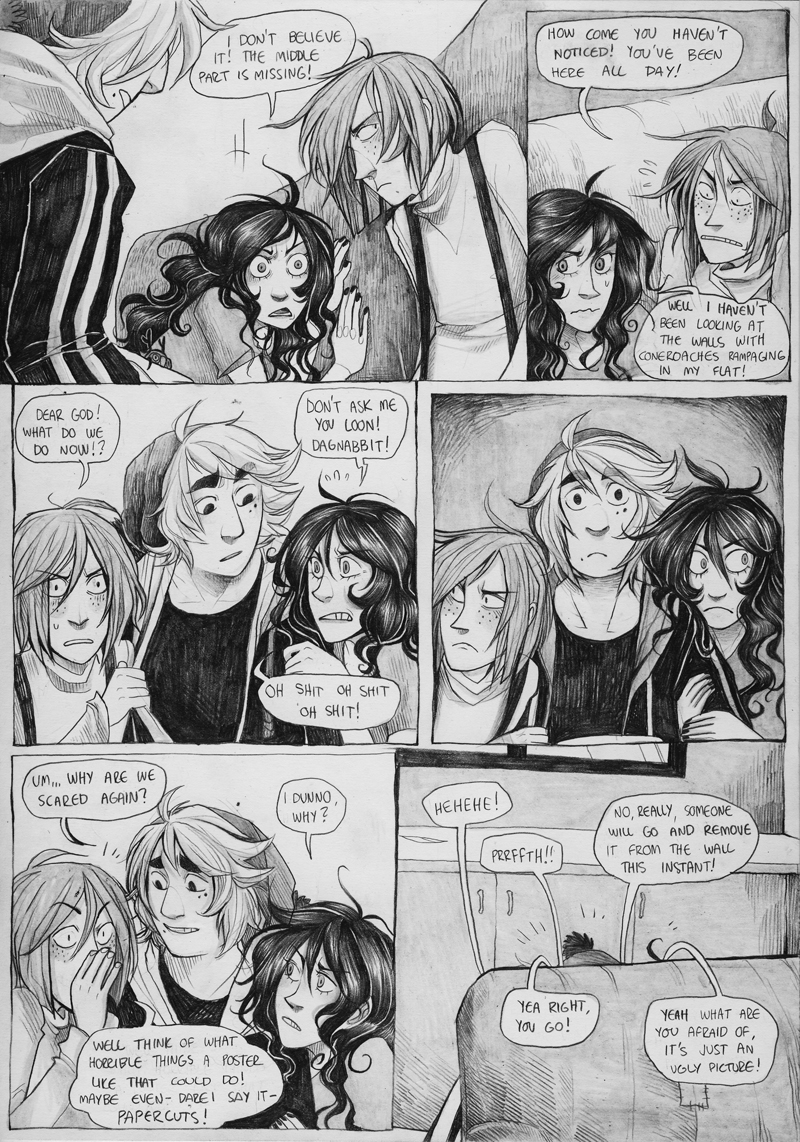 I DON'T BELIEVE
IT! THE MIDDLE
PART IS MISSING!
HOW COME YOU HAVEN'T
NOTICED! YOU'VE BEEN
HERE ALL DAY!
WELL I HAVEN'T
BEEN LOOKING AT
THE WALLS WITH
CONEROACHES RAMPAGING
IN MY FLAT!
DEAR GOD!
WHAT DO WE
DO NOW!?
DON'T ASK ME
YOU LOON!
DAGNABBIT!
OH SHIT OH SHIT
OH SHIT!
UM... WHY ARE WE
SCARED AGAIN?
I DUNNO,
WHY?
WELL THINK OF WHAT
HORRIBLE THINGS A POSTER
LIKE THAT COULD DO!
MAYBE EVEN- DARE I SAY IT-
PAPERCUTS!
HEHEHE!
PRRFFTH!!
NO, REALLY, SOMEONE
WILL GO AND REMOVE
IT FROM THE WALL
THIS INSTANT!
YEA RIGHT,
YOU GO!
YEAH WHAT ARE
YOU AFRAID OF,
IT'S JUST AN
UGLY PICTURE!